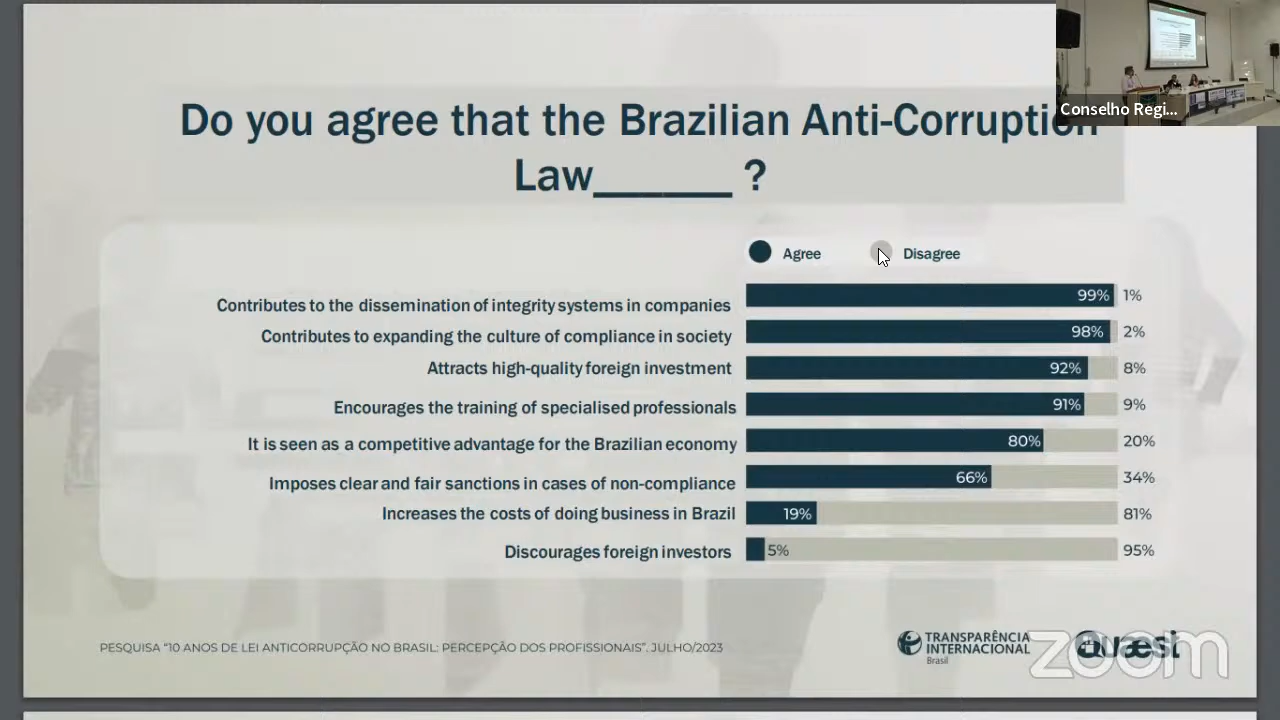 Do you agree that the Brazilian Anti-Corruption
Law______ ?
Conselho Regi...
Agree
Disagree
Contributes to the dissemination of integrity systems in companies
99%
1%
Contributes to expanding the culture of compliance in society
98%
2%
Attracts high-quality foreign investment
92%
8%
Encourages the training of specialised professionals
91%
9%
It is seen as a competitive advantage for the Brazilian economy
80%
20%
Imposes clear and fair sanctions in cases of non-compliance
66%
34%
Increases the costs of doing business in Brazil
19%
81%
Discourages foreign investors
5%
95%
PESQUISA “10 ANOS DE LEI ANTICORRUPÇÃO NO BRASIL: PERCEPÇÃO DOS PROFISSIONAIS”. JULHO/2023
TRANSPARÊNCIA
INTERNACIONAL
Brasil
Quaest
zoom